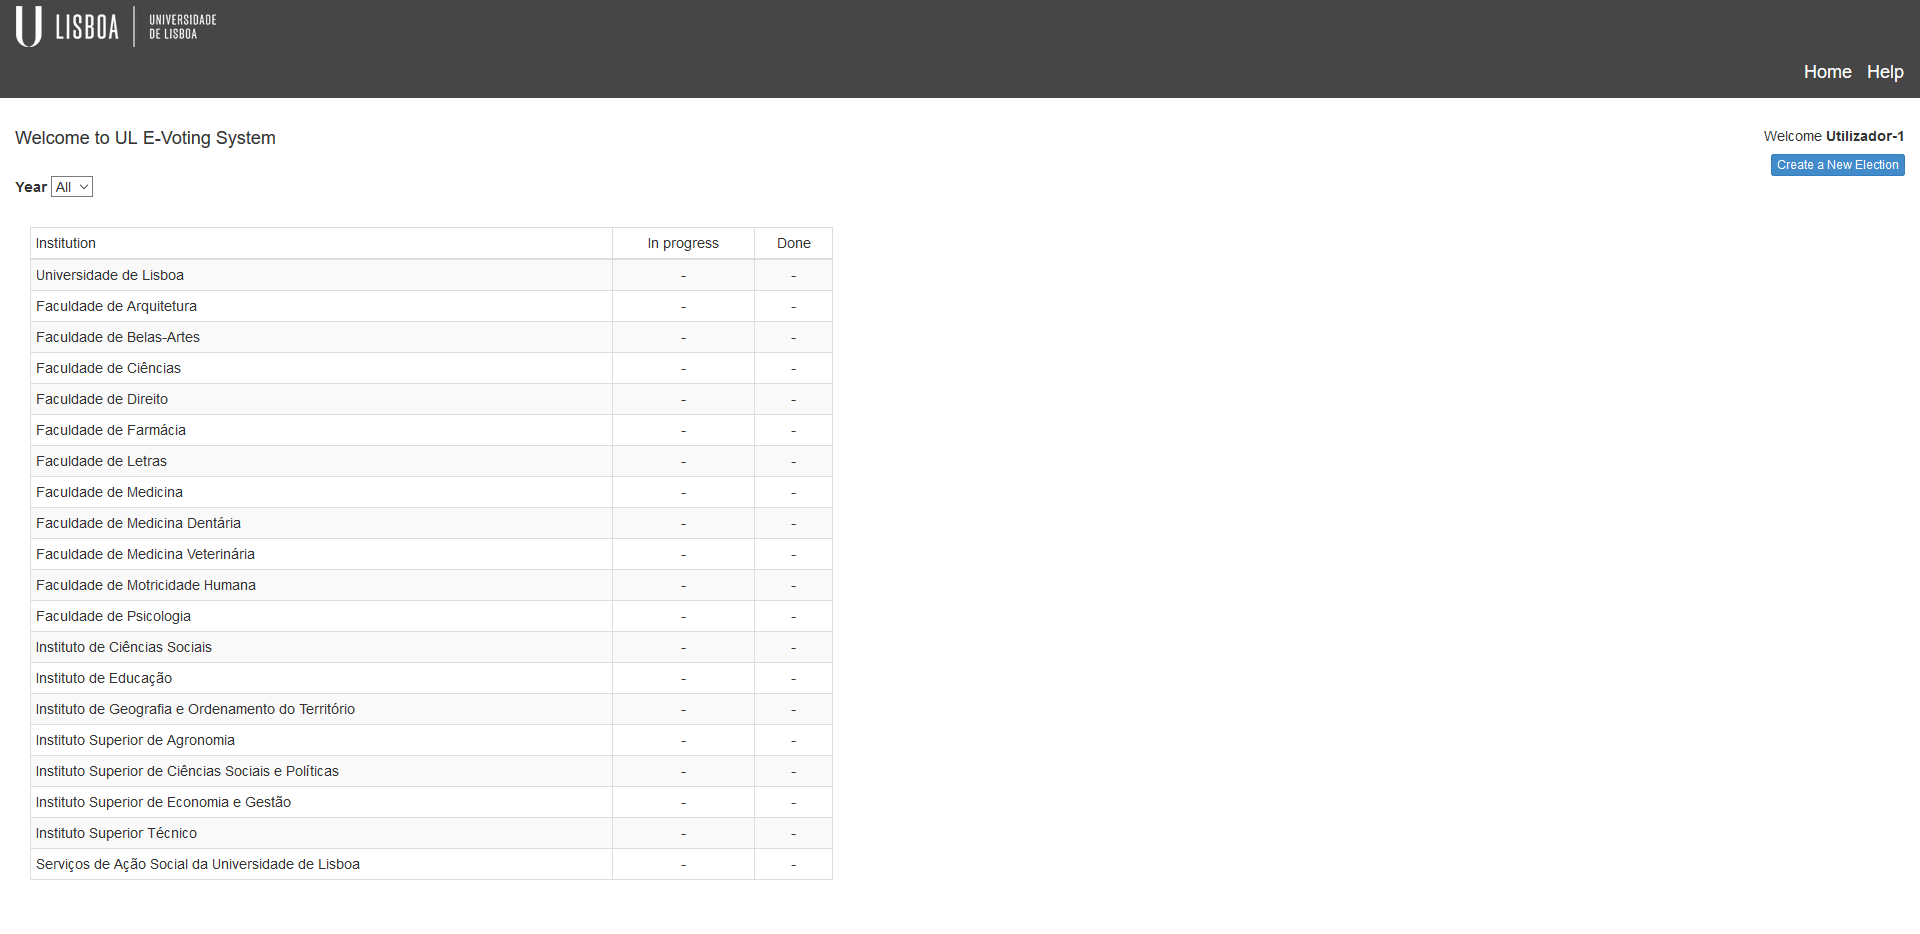 U LISBOA
UNIVERSIDADE
DE LISBOA
Home Help
Welcome to UL E-Voting System
Welcome Utilizador-1
Create a New Election
Year All
Institution In progress Done
Universidade de Lisboa - -
Faculdade de Arquitetura - -
Faculdade de Belas-Artes - -
Faculdade de Ciências - -
Faculdade de Direito - -
Faculdade de Farmácia - -
Faculdade de Letras - -
Faculdade de Medicina - -
Faculdade de Medicina Dentária - -
Faculdade de Medicina Veterinária - -
Faculdade de Motricidade Humana - -
Faculdade de Psicologia - -
Instituto de Ciências Sociais - -
Instituto de Educação - -
Instituto de Geografia e Ordenamento do Território - -
Instituto Superior de Agronomia - -
Instituto Superior de Ciências Sociais e Políticas - -
Instituto Superior de Economia e Gestão - -
Instituto Superior Técnico - -
Serviços de Ação Social da Universidade de Lisboa - -